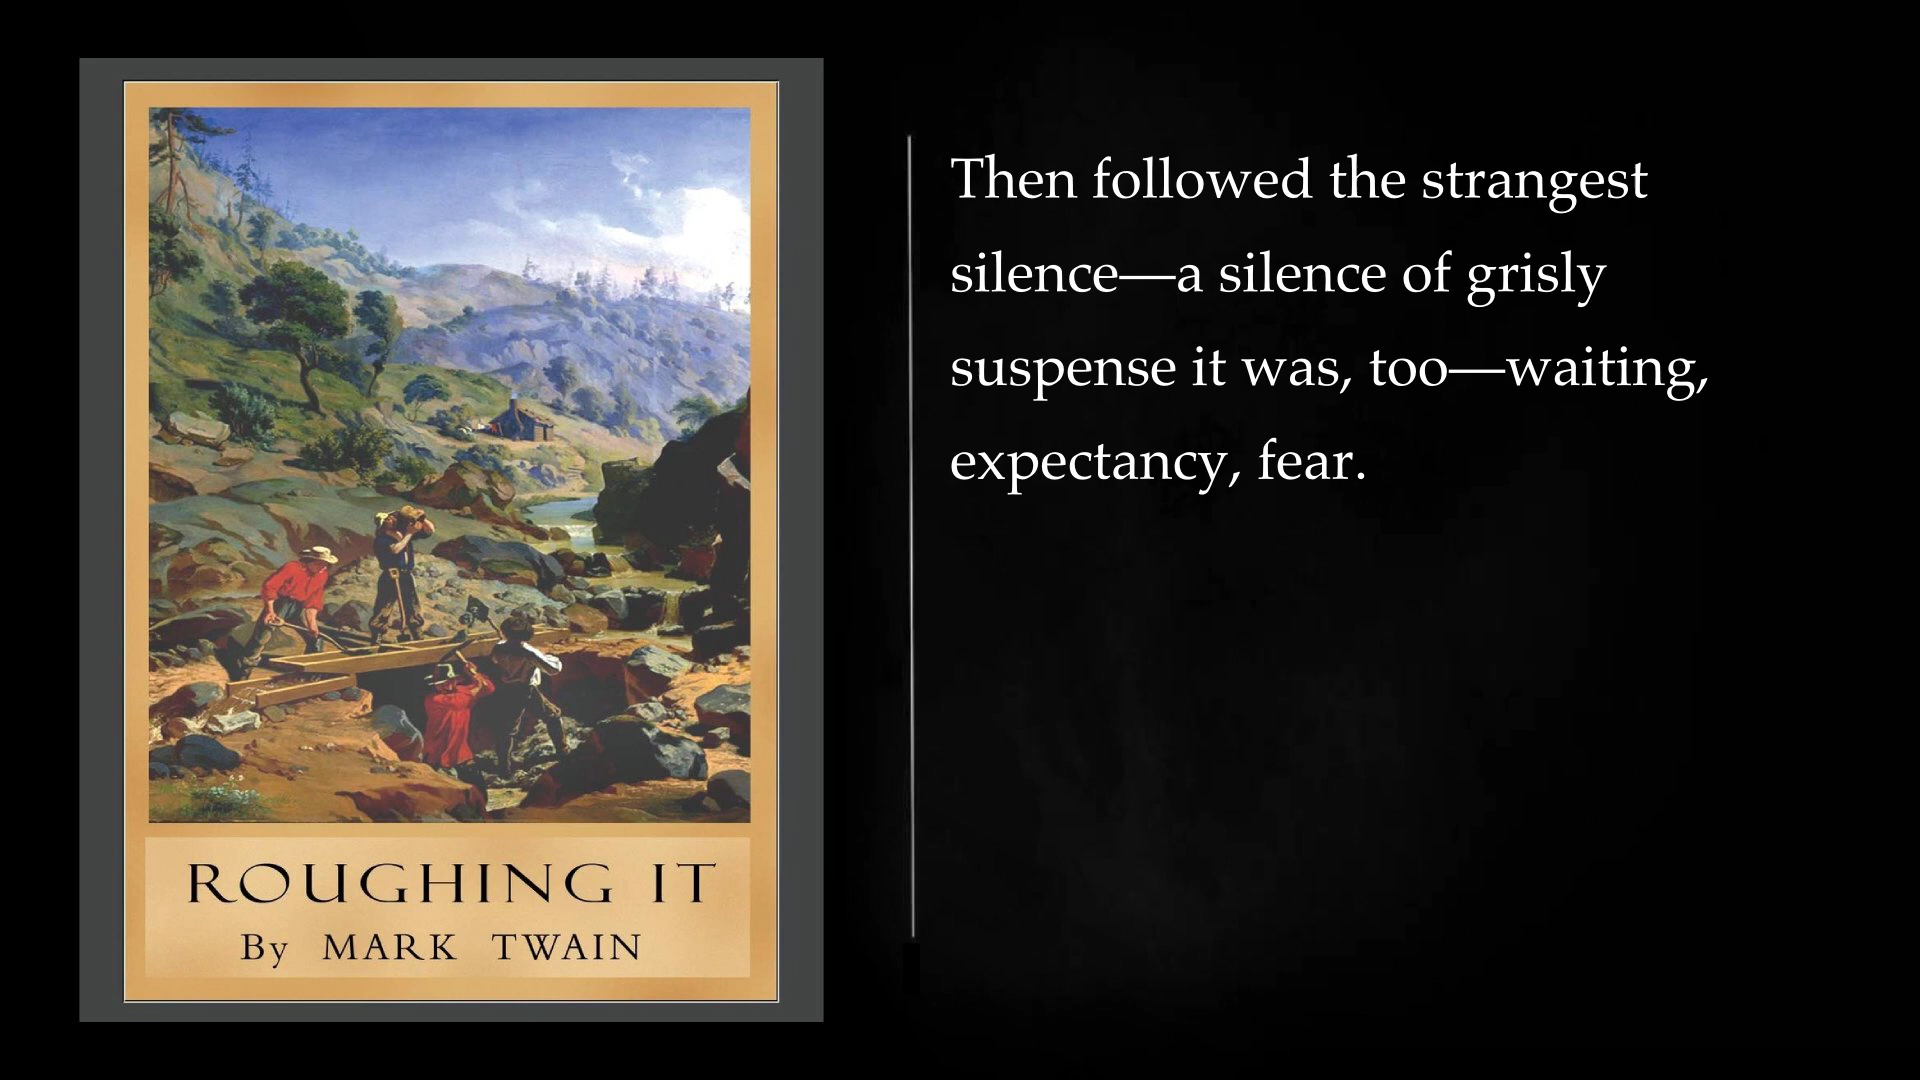 ROUGHING IT
By MARK TWAIN
Then followed the strangest
silence—a silence of grisly
suspense it was, too—waiting,
expectancy, fear.